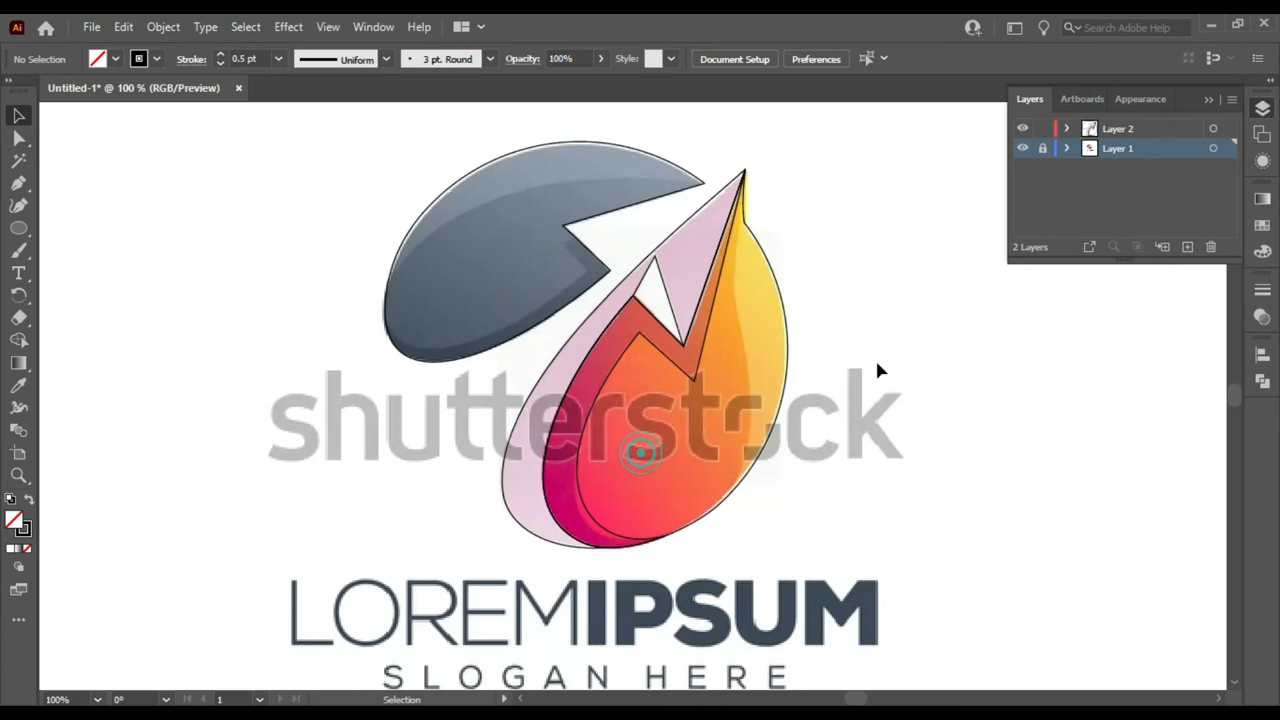 Ai File Edit Object Type Select Effect View Window Help Search Adobe Help
No Selection Stroke: 0.5 pt Uniform 3 pt. Round Opacity: 100% Style: Document Setup Preferences
Untitled-1* @ 100 % (RGB/Preview) ×
Layers Artboards Appearance
Layer 2
Layer 1
2 Layers
shutterstock
LOREMIPSUM
SLOGAN HERE
100% 0° 1 Selection